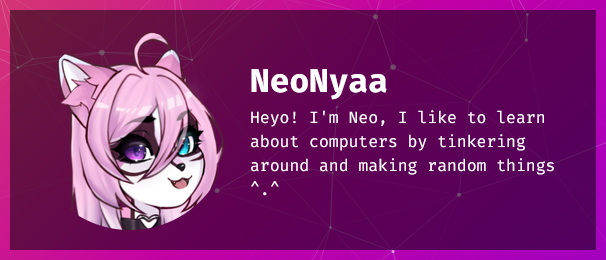 NeoNyaa
Heyo! I'm Neo, I like to learn
about computers by tinkering
around and making random things
^.^